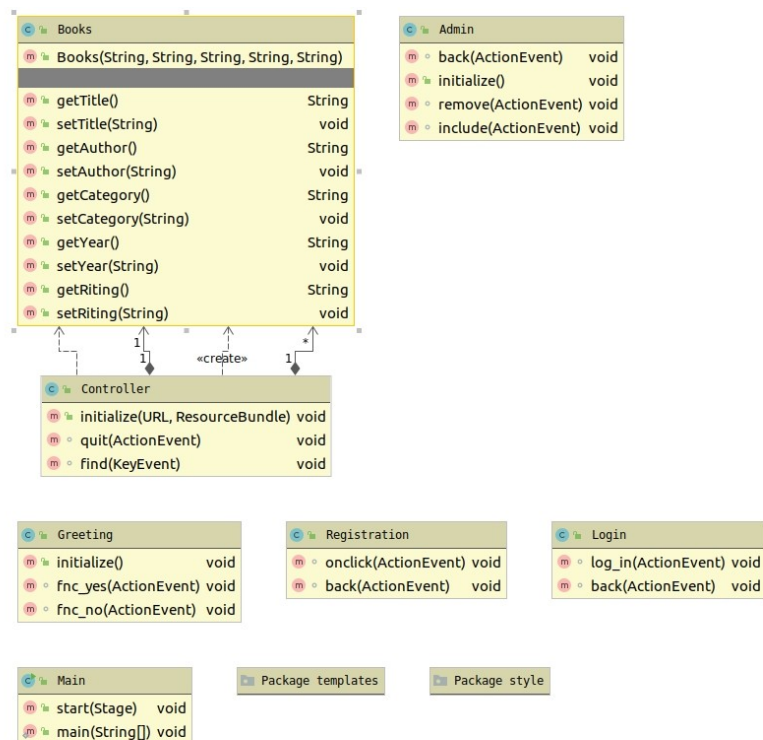 Books
Books(String, String, String, String, String)
getTitle() String
setTitle(String) void
getAuthor() String
setAuthor(String) void
getCategory() String
setCategory(String) void
getYear() String
setYear(String) void
getRiting() String
setRiting(String) void
Admin
back(ActionEvent) void
initialize() void
remove(ActionEvent) void
include(ActionEvent) void
1
1
«create»
*
1
Controller
initialize(URL, ResourceBundle) void
quit(ActionEvent) void
find(KeyEvent) void
Greeting
initialize() void
fnc_yes(ActionEvent) void
fnc_no(ActionEvent) void
Registration
onclick(ActionEvent) void
back(ActionEvent) void
Login
log_in(ActionEvent) void
back(ActionEvent) void
Main
start(Stage) void
main(String[]) void
Package templates
Package style